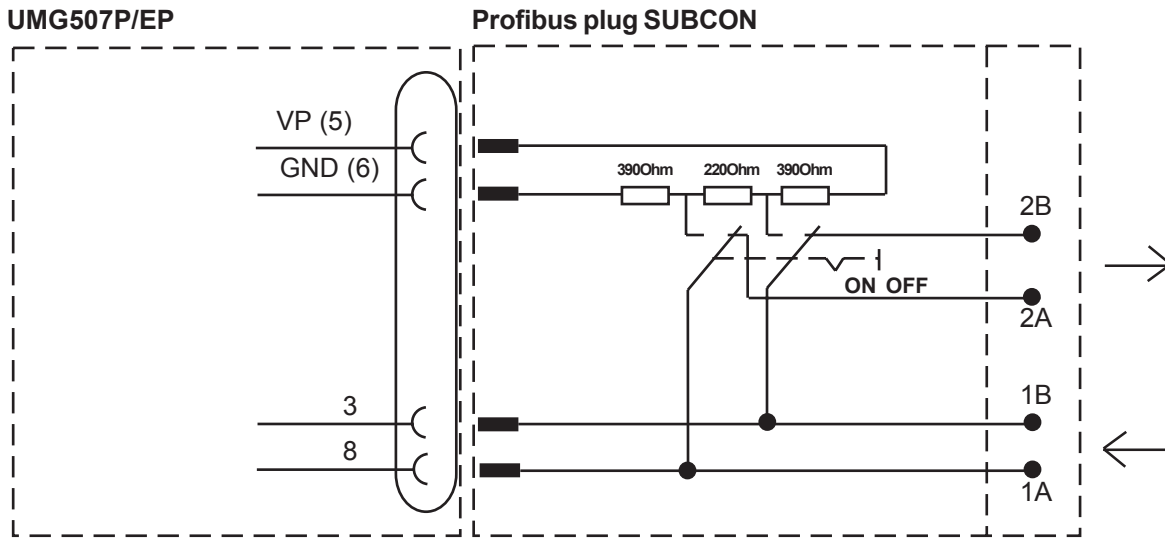 UMG507P/EP
Profibus plug SUBCON
VP (5)
GND (6)
390Ohm 220Ohm 390Ohm
2B
ON OFF
2A
3
1B
8
1A